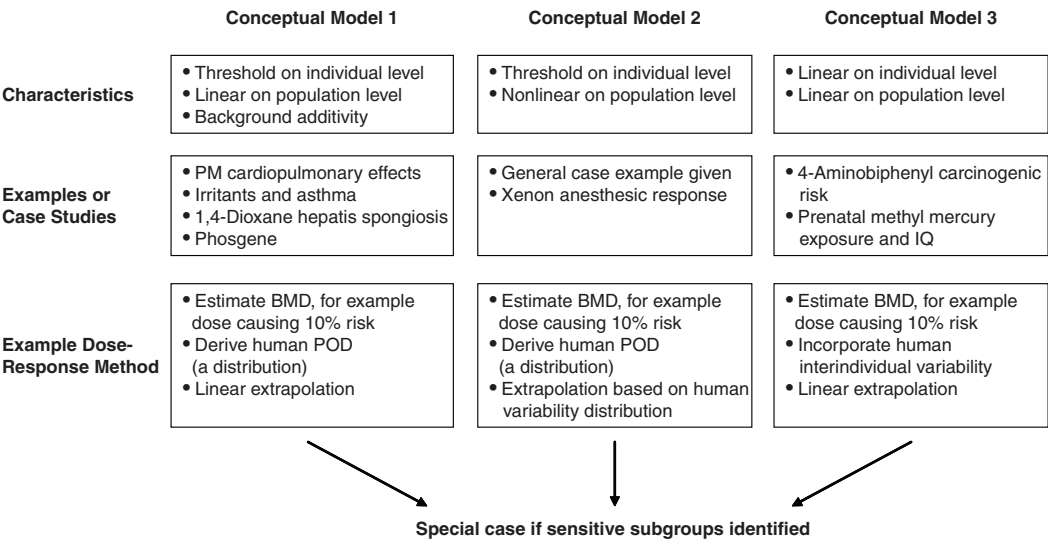 Conceptual Model 1
Conceptual Model 2
Conceptual Model 3
Characteristics
• Threshold on individual level
• Linear on population level
• Background additivity
• Threshold on individual level
• Nonlinear on population level
• Linear on individual level
• Linear on population level
Examples or
Case Studies
• PM cardiopulmonary effects
• Irritants and asthma
• 1,4-Dioxane hepatis spongiosis
• Phosgene
• General case example given
• Xenon anesthesic response
• 4-Aminobiphenyl carcinogenic
risk
• Prenatal methyl mercury
exposure and IQ
Example Dose-
Response Method
• Estimate BMD, for example
dose causing 10% risk
• Derive human POD
(a distribution)
• Linear extrapolation
• Estimate BMD, for example
dose causing 10% risk
• Derive human POD
(a distribution)
• Extrapolation based on human
variability distribution
• Estimate BMD, for example
dose causing 10% risk
• Incorporate human
interindividual variability
• Linear extrapolation
Special case if sensitive subgroups identified